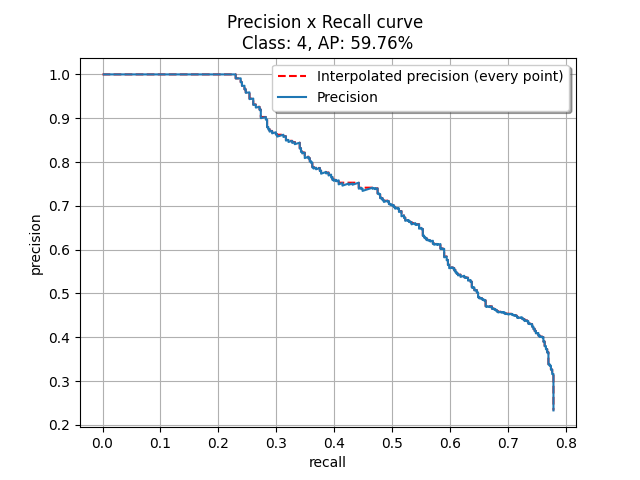 Precision x Recall curve
Class: 4, AP: 59.76%
Interpolated precision (every point)
Precision
1.0
0.9
0.8
0.7
0.6
0.5
0.4
0.3
0.2
precision
0.0 0.1 0.2 0.3 0.4 0.5 0.6 0.7 0.8
recall